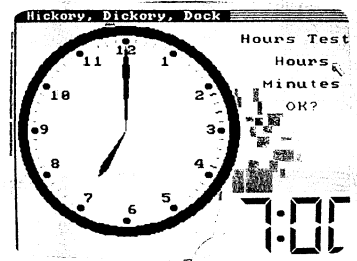 Hickory, Dickory, Dock
Hours Test
Hours
Minutes
OK?
12
11 1
10 2
9 3
8 4
7 5
6
7:00